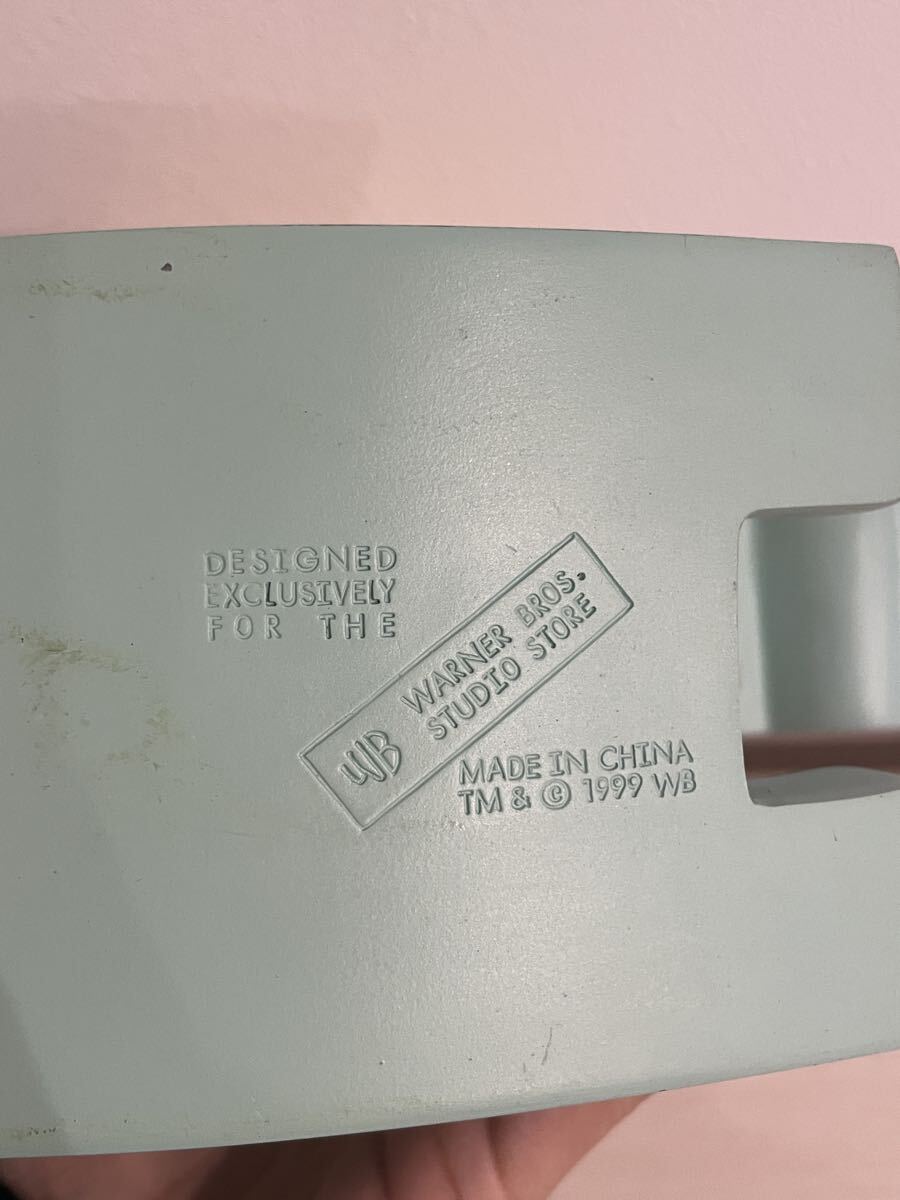 DESIGNED
EXCLUSIVELY
FOR THE
WB WARNER BROS.
STUDIO STORE
MADE IN CHINA
TM & © 1999 WB